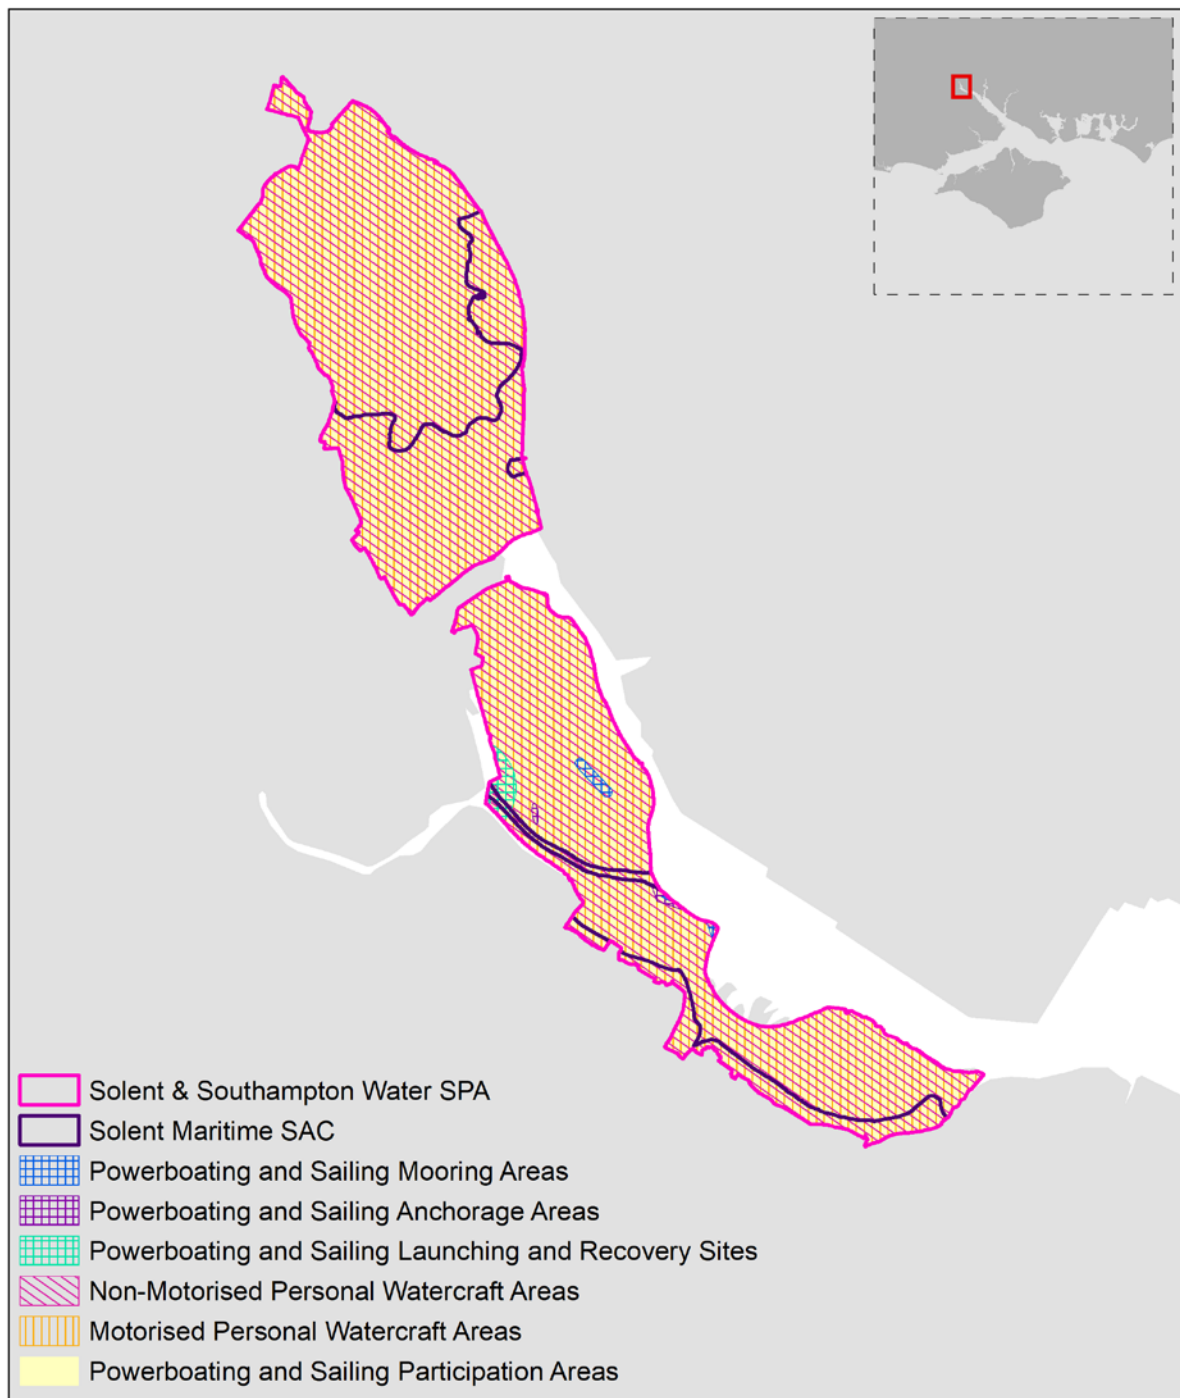 Solent & Southampton Water SPA
Solent Maritime SAC
Powerboating and Sailing Mooring Areas
Powerboating and Sailing Anchorage Areas
Powerboating and Sailing Launching and Recovery Sites
Non-Motorised Personal Watercraft Areas
Motorised Personal Watercraft Areas
Powerboating and Sailing Participation Areas